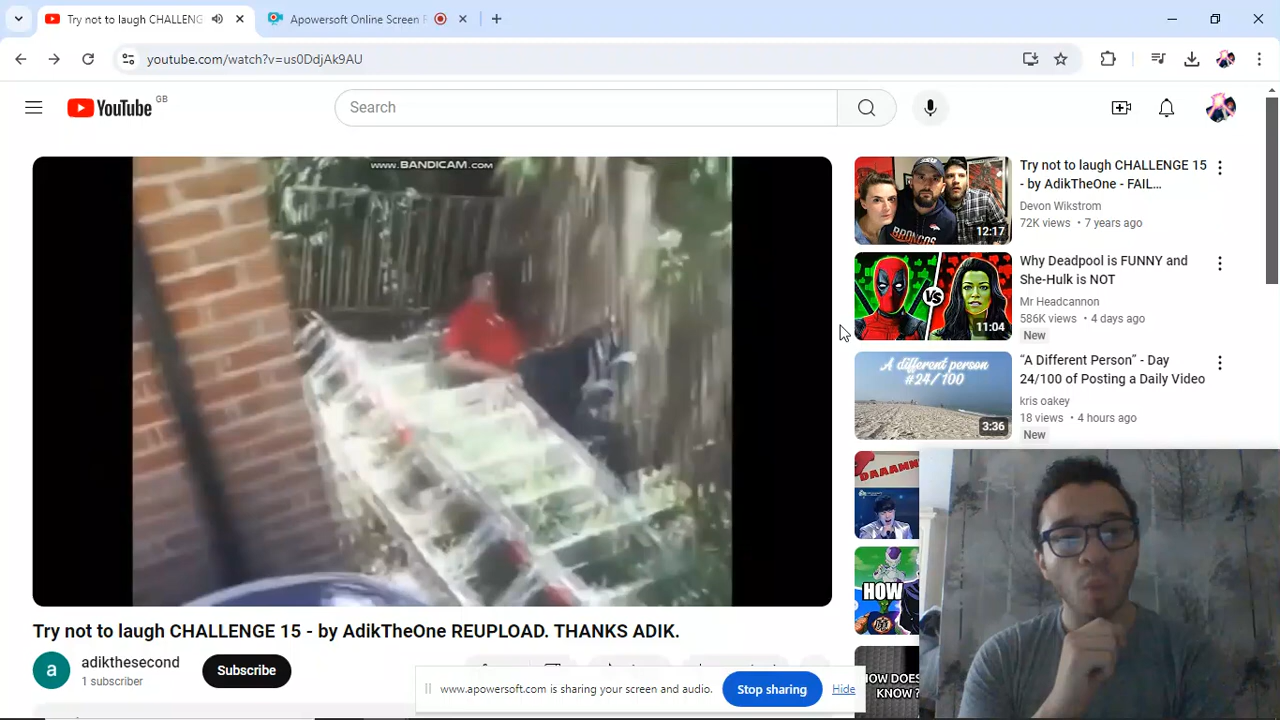 Try not to laugh CHALLENG
Apowersoft Online Screen R
youtube.com/watch?v=us0DdjAk9AU
YouTube GB
Search
www.BANDICAM.com
Try not to laugh CHALLENGE 15
- by AdikTheOne - FAIL...
Devon Wikstrom
72K views • 7 years ago
BRONCOS
12:17
Why Deadpool is FUNNY and
She-Hulk is NOT
Mr Headcannon
586K views • 4 days ago
New
VS
11:04
“A Different Person” - Day
24/100 of Posting a Daily Video
kris oakey
18 views • 4 hours ago
New
A different person
#24/100
3:36
DAAAMN
HOW
HOW DOES
KNOW?
Try not to laugh CHALLENGE 15 - by AdikTheOne REUPLOAD. THANKS ADIK.
a
adikthesecond
1 subscriber
Subscribe
www.apowersoft.com is sharing your screen and audio.
Stop sharing
Hide